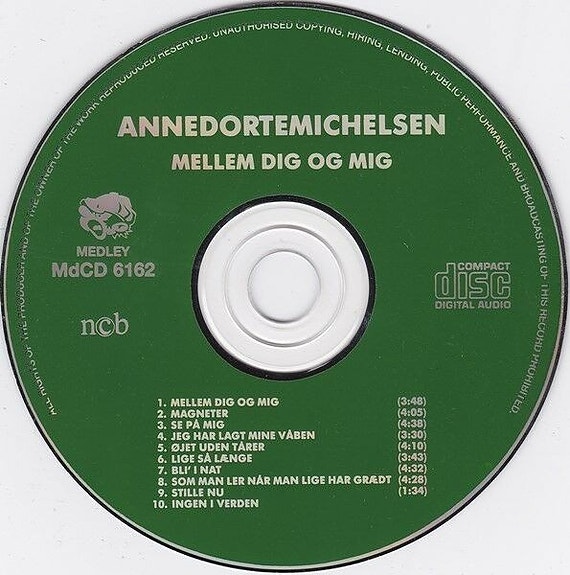 ALL RIGHTS OF THE PRODUCER AND OF THE OWNER OF THE WORK REPRODUCED RESERVED. UNAUTHORISED COPYING, HIRING, LENDING, PUBLIC PERFORMANCE AND BROADCASTING OF THIS RECORD PROHIBITED.
ANNEDORTEMICHELSEN
MELLEM DIG OG MIG
MEDLEY
MdCD 6162
ncb
COMPACT
disc
DIGITAL AUDIO
1. MELLEM DIG OG MIG (3:48)
2. MAGNETER (4:05)
3. SE PÅ MIG (4:38)
4. JEG HAR LAGT MINE VÅBEN (3:30)
5. ØJET UDEN TÅRER (4:10)
6. LIGE SÅ LÆNGE (3:43)
7. BLI' I NAT (4:32)
8. SOM MAN LER NÅR MAN LIGE HAR GRÆDT (4:28)
9. STILLE NU (1:34)
10. INGEN I VERDEN